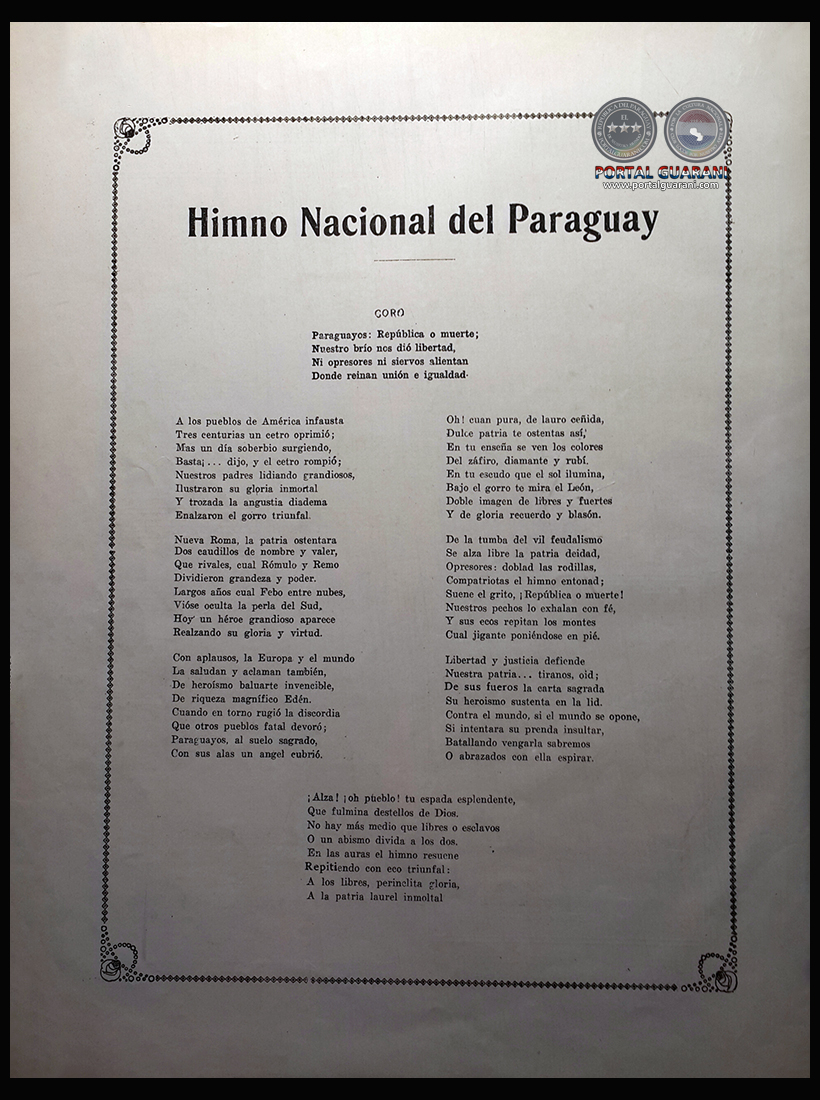 PORTAL GUARANI
www.portalguarani.com
Himno Nacional del Paraguay
CORO
Paraguayos: República o muerte;
Nuestro brío nos dió libertad,
Ni opresores ni siervos alientan
Donde reinan unión e igualdad.
A los pueblos de América infausta
Tres centurias un cetro oprimió;
Mas un día soberbio surgiendo,
Basta¡... dijo, y el cetro rompió;
Nuestros padres lidiando grandiosos,
Ilustraron su gloria inmortal
Y trozada la angustia diadema
Enalzaron el gorro triunfal.
Nueva Roma, la patria ostentara
Dos caudillos de nombre y valer,
Que rivales, cual Rómulo y Remo
Dividieron grandeza y poder.
Largos años cual Febo entre nubes,
Vióse oculta la perla del Sud,
Hoy un héroe grandioso aparece
Realzando su gloria y virtud.
Con aplausos, la Europa y el mundo
La saludan y aclaman también,
De heroísmo baluarte invencible,
De riqueza magnífico Edén.
Cuando en torno rugió la discordia
Que otros pueblos fatal devoró;
Paraguayos, al suelo sagrado,
Con sus alas un angel cubrió.
Oh! cuan pura, de lauro ceñida,
Dulce patria te ostentas así,
En tu enseña se ven los colores
Del záfiro, diamante y rubí.
En tu escudo que el sol ilumina,
Bajo el gorro te mira el León,
Doble imagen de libres y fuertes
Y de gloria recuerdo y blasón.
De la tumba del vil feudalismo
Se alza libre la patria deidad,
Opresores: doblad las rodillas,
Compatriotas el himno entonad;
Suene el grito, ¡República o muerte!
Nuestros pechos lo exhalan con fé,
Y sus ecos repitan los montes
Cual jigante poniéndose en pié.
Libertad y justicia defiende
Nuestra patria... tiranos, oid;
De sus fueros la carta sagrada
Su heroismo sustenta en la lid.
Contra el mundo, si el mundo se opone,
Si intentara su prenda insultar,
Batallando vengarla sabremos
O abrazados con ella espirar.
¡Alza! ¡oh pueblo! tu espada esplendente,
Que fulmina destellos de Dios.
No hay más medio que libres o esclavos
O un abismo divida a los dos.
En las auras el himno resuene
Repitiendo con eco triunfal:
A los libres, perinclita gloria,
A la patria laurel inmoltal